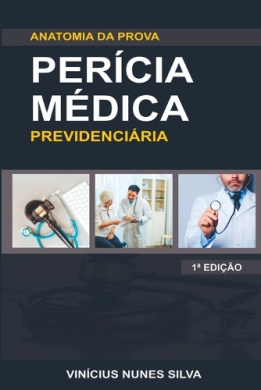 ANATOMIA DA PROVA
PERÍCIA
MÉDICA
PREVIDENCIÁRIA
1ª EDIÇÃO
VINÍCIUS NUNES SILVA